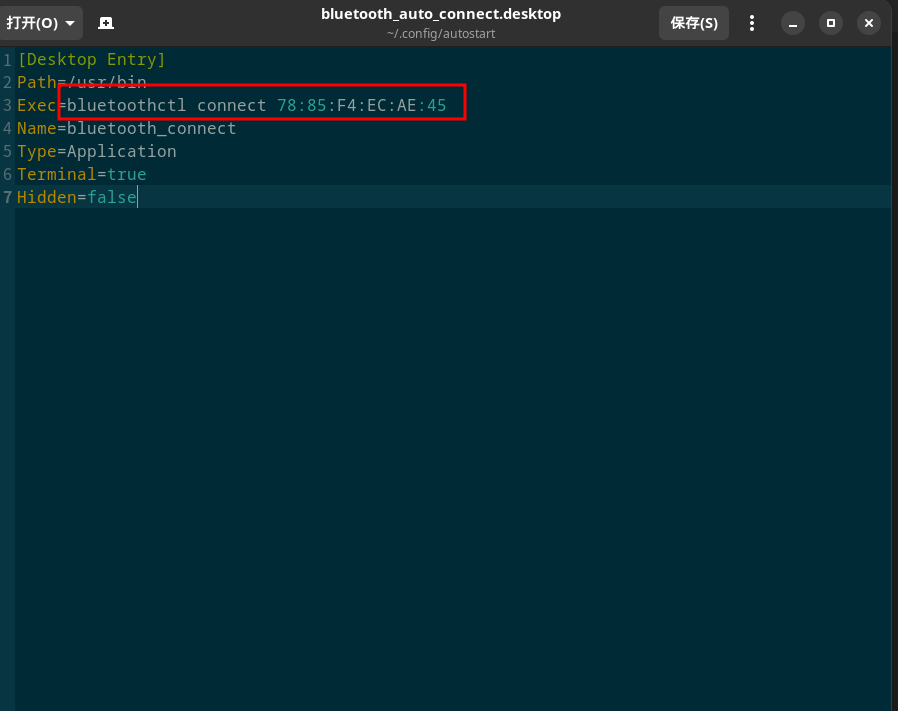 打开(O)
bluetooth_auto_connect.desktop
~/.config/autostart
保存(S)
1 [Desktop Entry]
2 Path=/usr/bin
3 Exec=bluetoothctl connect 78:85:F4:EC:AE:45
4 Name=bluetooth_connect
5 Type=Application
6 Terminal=true
7 Hidden=false